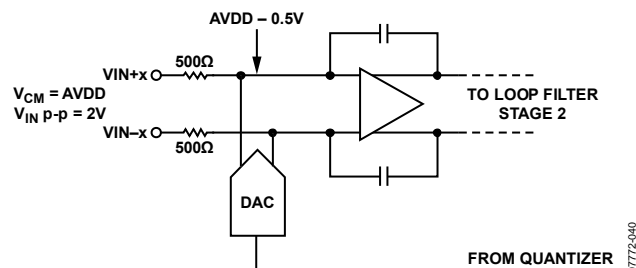 AVDD – 0.5V
500Ω
VIN+x
VCM = AVDD
VIN p-p = 2V
VIN–x
500Ω
TO LOOP FILTER
STAGE 2
DAC
FROM QUANTIZER
7772-040